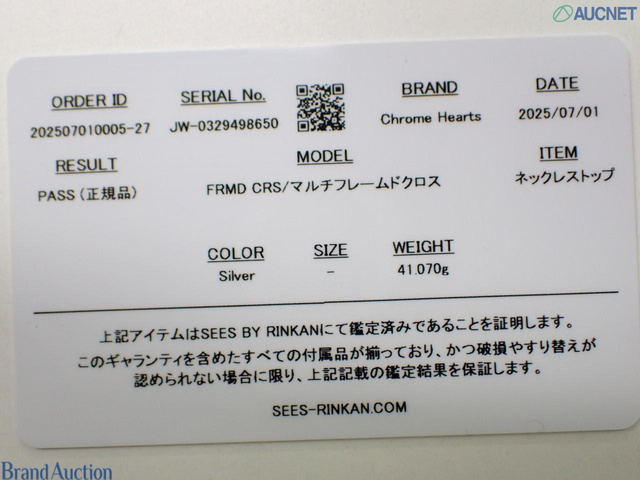 AUCNET
ORDER ID
202507010005-27
SERIAL No.
JW-0329498650
BRAND
Chrome Hearts
DATE
2025/07/01
RESULT
PASS (正規品)
MODEL
FRMD CRS/マルチフレームドクロス
ITEM
ネックレストップ
COLOR
Silver
SIZE
-
WEIGHT
41.070g
上記アイテムはSEES BY RINKANにて鑑定済みであることを証明します。
このギャランティを含めたすべての付属品が揃っており、かつ破損やすり替えが
認められない場合に限り、上記記載の鑑定結果を保証します。
SEES-RINKAN.COM
Brand Auction